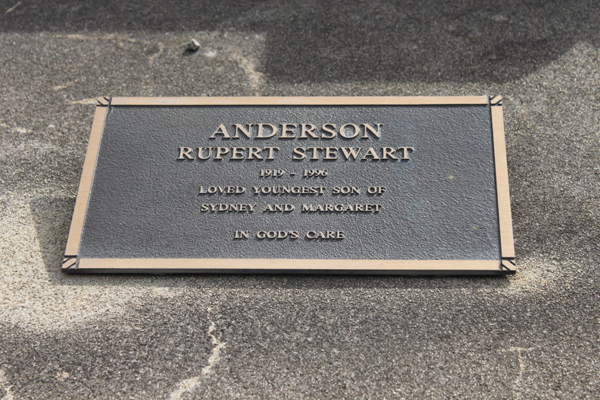 ANDERSON
RUPERT STEWART
1919 - 1996
LOVED YOUNGEST SON OF
SYDNEY AND MARGARET
IN GOD'S CARE